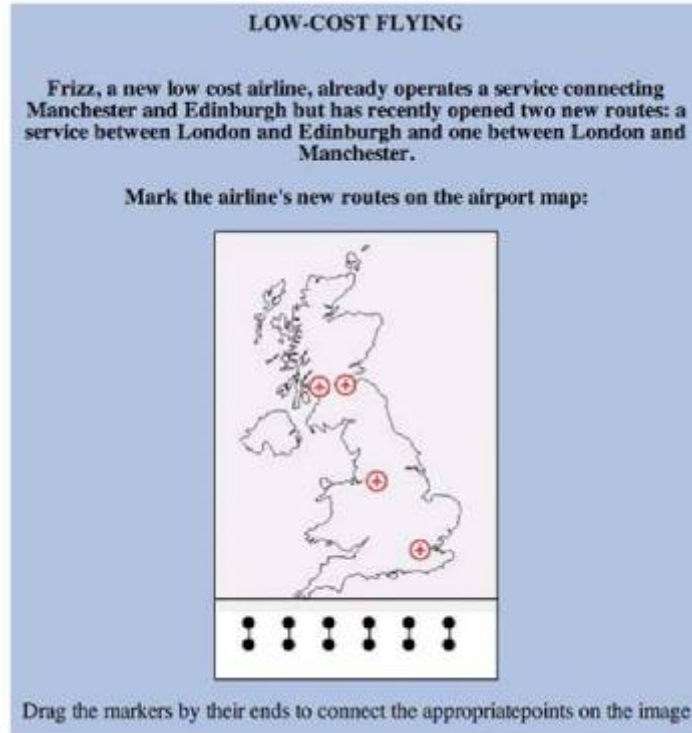 LOW-COST FLYING
Frizz, a new low cost airline, already operates a service connecting
Manchester and Edinburgh but has recently opened two new routes: a
service between London and Edinburgh and one between London and
Manchester.
Mark the airline's new routes on the airport map:
Drag the markers by their ends to connect the appropriatepoints on the image